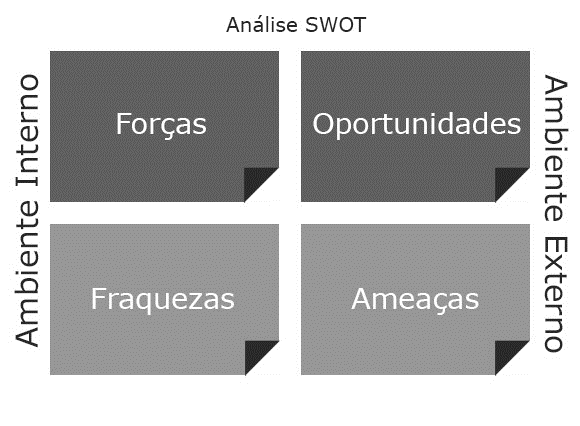 Análise SWOT
Ambiente Interno
Forças
Oportunidades
Fraquezas
Ameaças
Ambiente Externo